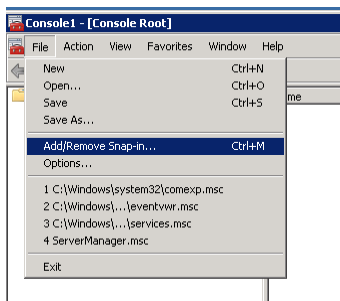 Console1 - [Console Root]
File Action View Favorites Window Help
New Ctrl+N
Open... Ctrl+O
Save Ctrl+S
Save As...
me
Add/Remove Snap-in... Ctrl+M
Options...
1 C:\Windows\system32\comexp.msc
2 C:\Windows\...\eventvwr.msc
3 C:\Windows\...\services.msc
4 ServerManager.msc
Exit